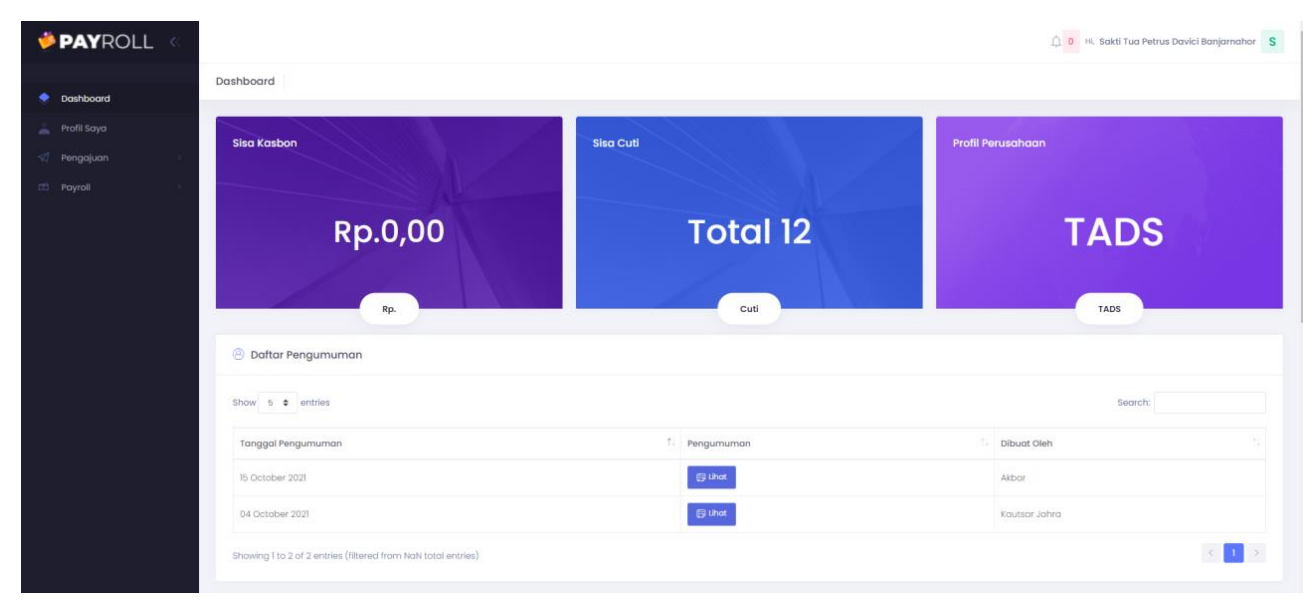 PAYROLL
0 Hi, Sakti Tua Petrus Davici Banjarnahor S
Dashboard
Dashboard
Profil Saya
Pengajuan
Payroll
Sisa Kasbon
Rp.0,00
Rp.
Sisa Cuti
Total 12
Cuti
Profil Perusahaan
TADS
TADS
Daftar Pengumuman
Show 5 entries
Search:
Tanggal Pengumuman Pengumuman Dibuat Oleh
15 October 2021 Lihat Akbar
04 October 2021 Lihat Kautsar Jahra
Showing 1 to 2 of 2 entries (filtered from NaN total entries)
< 1 >